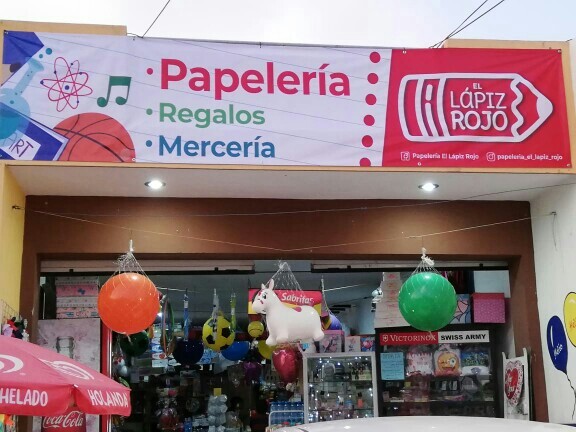 • Papelería
• Regalos
• Mercería
EL
LÁPIZ
ROJO
Papelería El Lápiz Rojo
papeleria_el_lapiz_rojo
ART
Sabritas
VICTORINOX
SWISS ARMY
HELADO
HOLANDA
Coca-Cola